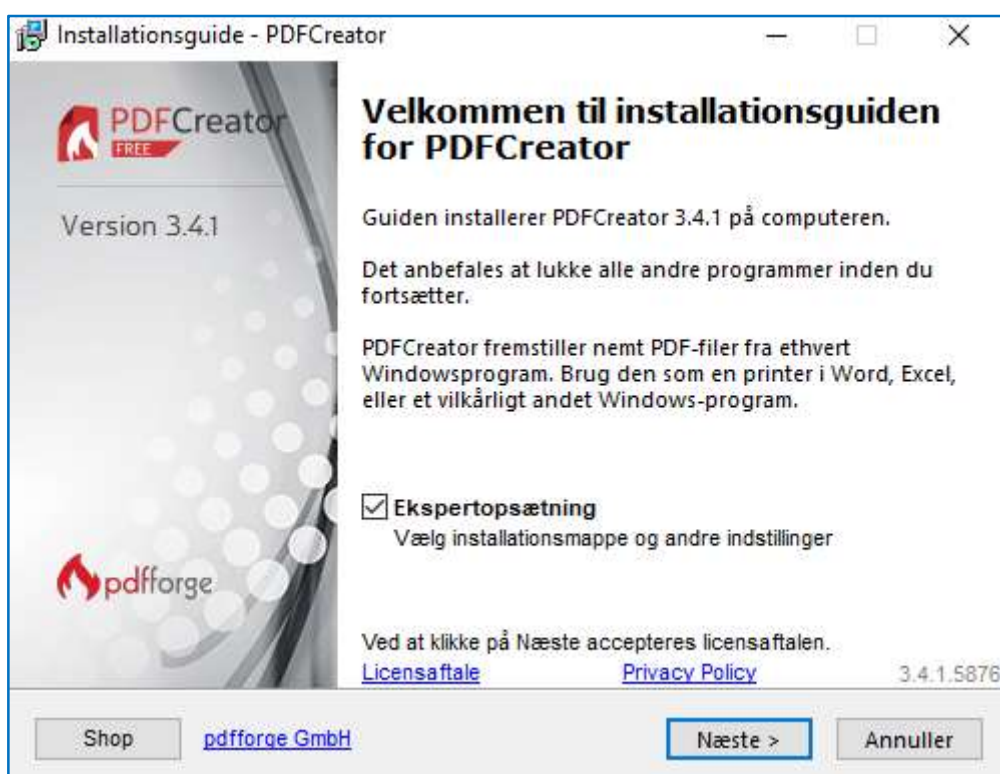 Installationsguide - PDFCreator
PDFCreator
FREE
Version 3.4.1
pdfforge
Velkommen til installationsguiden
for PDFCreator
Guiden installerer PDFCreator 3.4.1 på computeren.
Det anbefales at lukke alle andre programmer inden du
fortsætter.
PDFCreator fremstiller nemt PDF-filer fra ethvert
Windowsprogram. Brug den som en printer i Word, Excel,
eller et vilkårligt andet Windows-program.
Ekspertopsætning
Vælg installationsmappe og andre indstillinger
Ved at klikke på Næste accepteres licensaftalen.
Licensaftale Privacy Policy 3.4.1.5876
Shop pdfforge GmbH Næste > Annuller